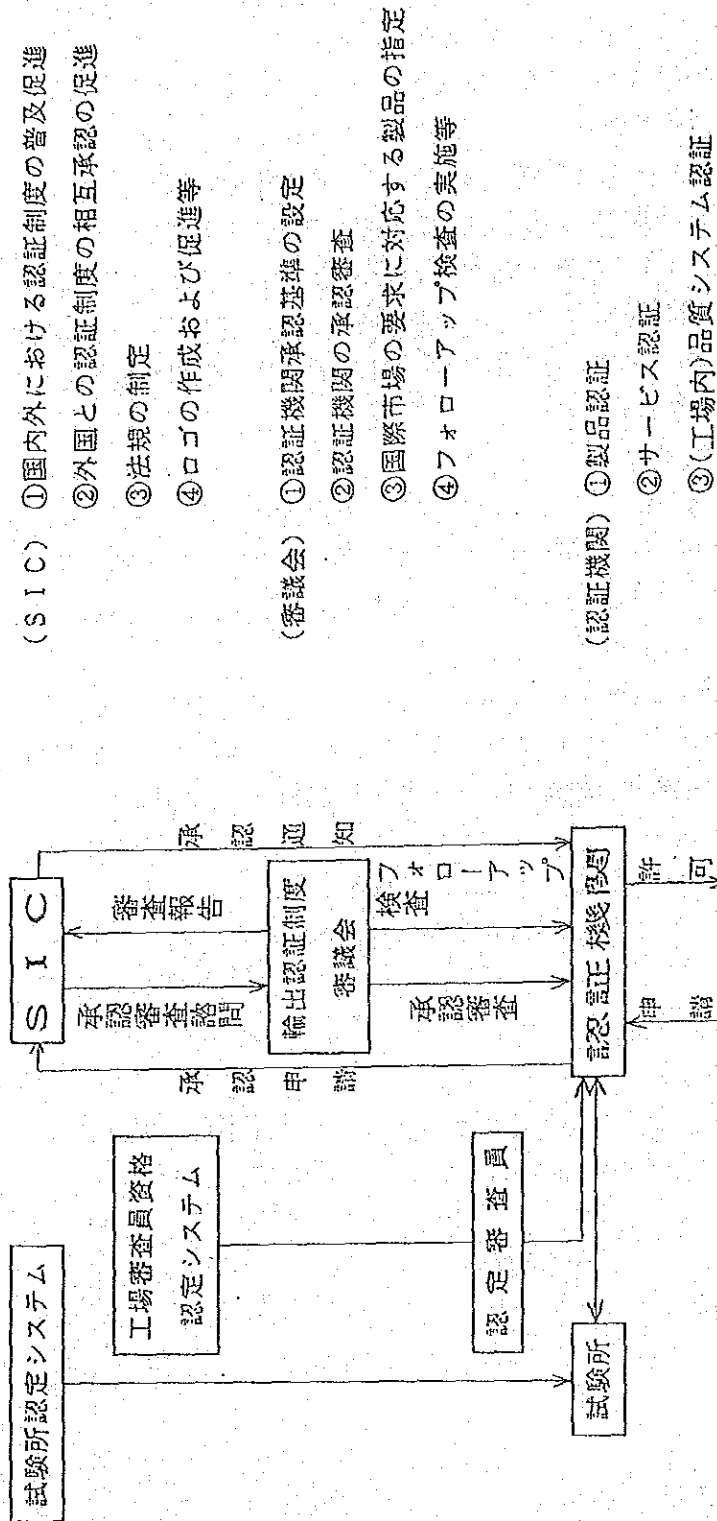 試験所認定システム
工場審査員資格
認定システム
認定審査員
試験所
SIC
承認審査諮問
審査報告
承認申請
承認通知
輸出認証制度
審議会
承認審査
フォローアップ
検査
認証機関
申請
許可
(SIC) ①国内外における認証制度の普及促進
②外国との認証制度の相互承認の促進
③法規の制定
④ロゴの作成および促進等
(審議会) ①認証機関承認基準の設定
②認証機関の承認審査
③国際市場の要求に対応する製品の指定
④フォローアップ検査の実施等
(認証機関) ①製品認証
②サービス認証
③(工場内)品質システム認証